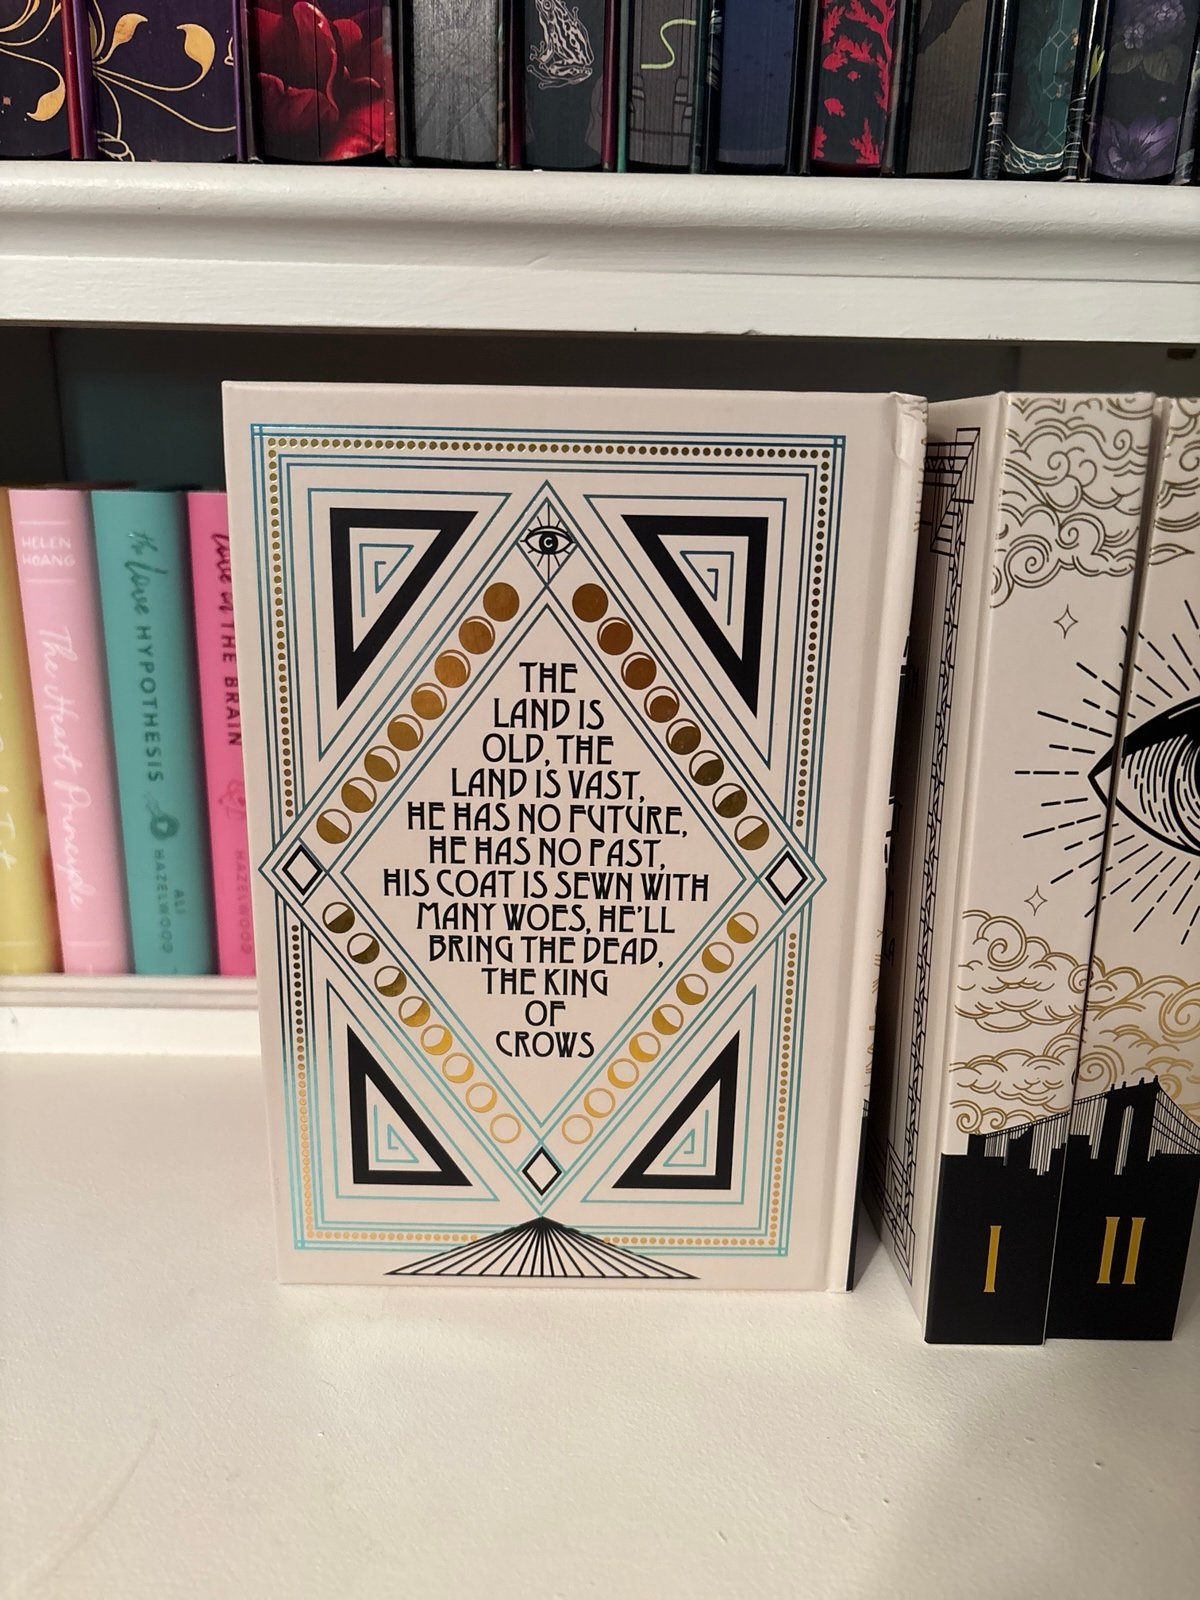 HELEN
HOANG
The Heart Principle
the Love HYPOTHESIS
ALI
HAZELWOOD
Love on THE BRAIN
HAZELWOOD
THE
LAND IS
OLD, THE
LAND IS VAST,
HE HAS NO FUTURE,
HE HAS NO PAST,
HIS COAT IS SEWN WITH
MANY WOES, HE'LL
BRING THE DEAD,
THE KING
OF
CROWS
I
II